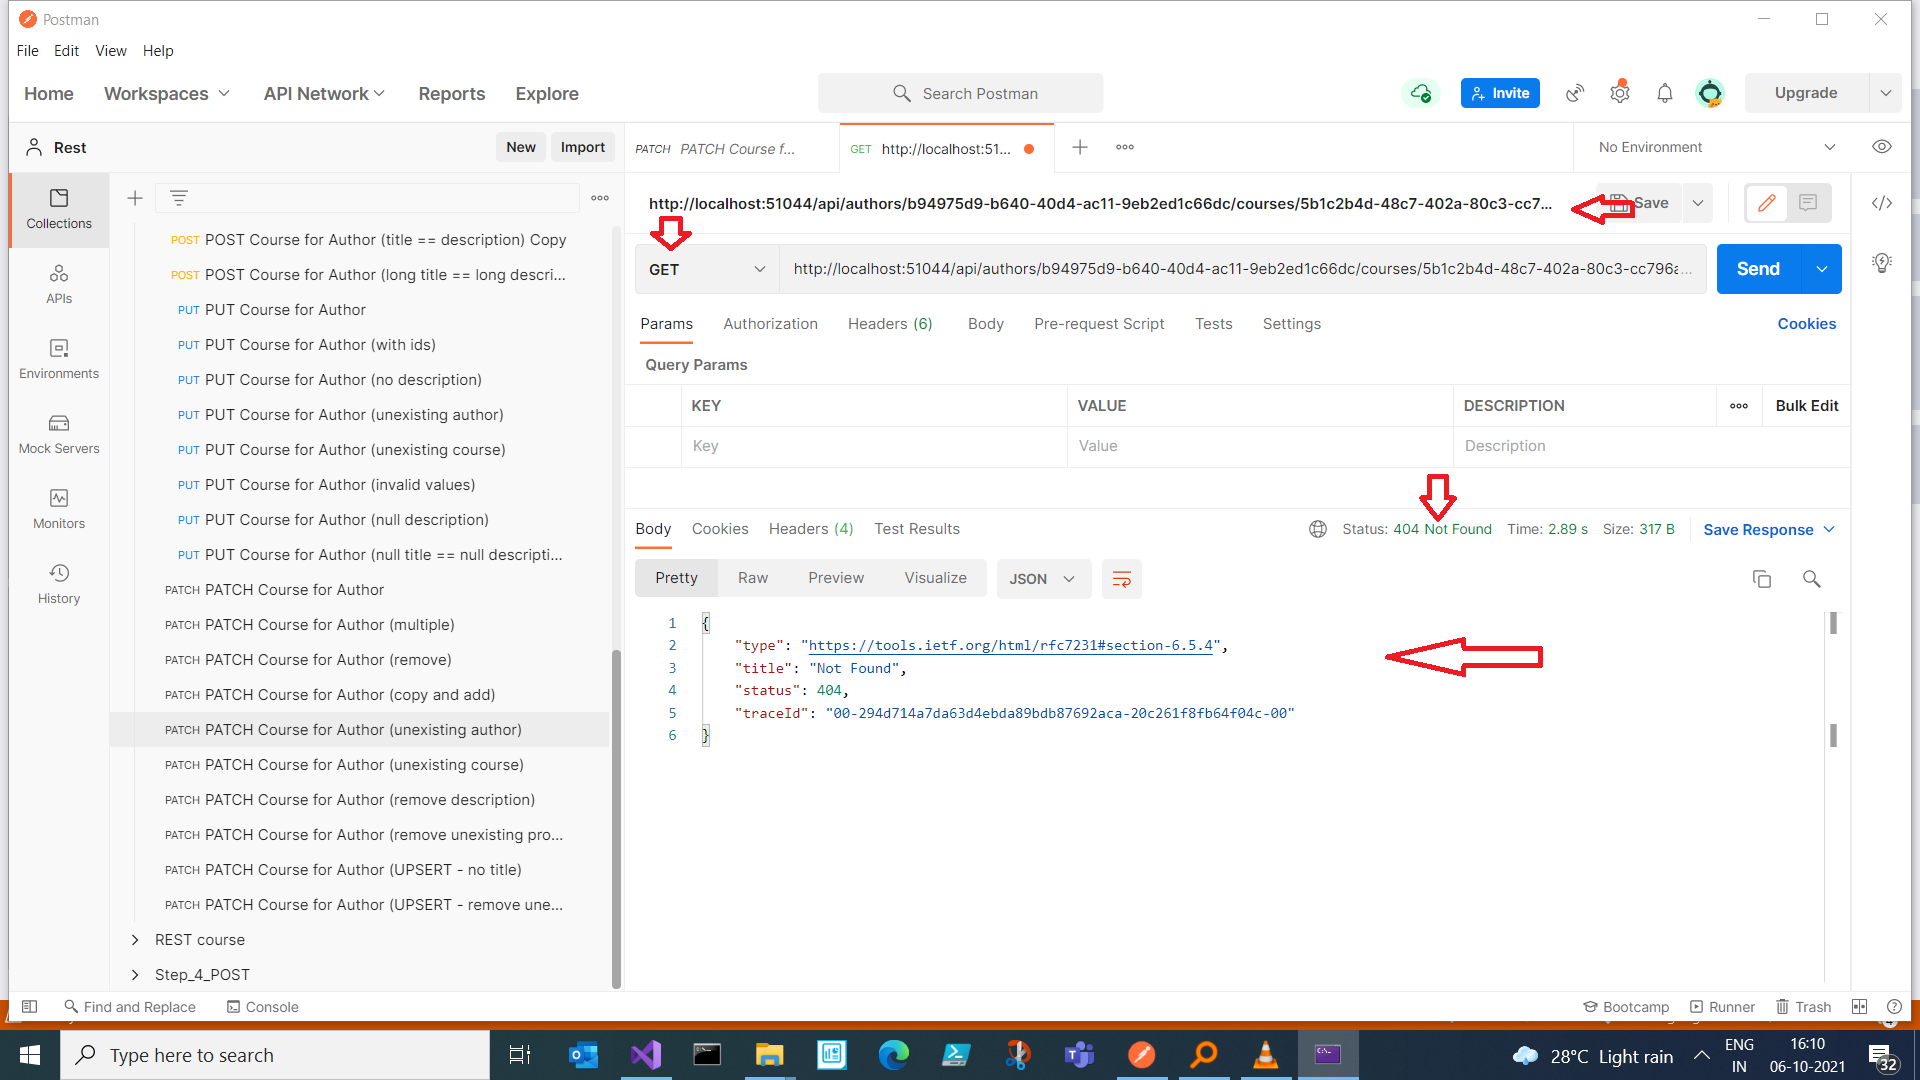 Postman
File Edit View Help
Home Workspaces API Network Reports Explore
Search Postman
Invite
Upgrade
Rest
New Import
PATCH PATCH Course f...
GET http://localhost:51...
No Environment
Collections
APIs
Environments
Mock Servers
Monitors
History
POST POST Course for Author (title == description) Copy
POST POST Course for Author (long title == long descri...
PUT PUT Course for Author
PUT PUT Course for Author (with ids)
PUT PUT Course for Author (no description)
PUT PUT Course for Author (unexisting author)
PUT PUT Course for Author (unexisting course)
PUT PUT Course for Author (invalid values)
PUT PUT Course for Author (null description)
PUT PUT Course for Author (null title == null descripti...
PATCH PATCH Course for Author
PATCH PATCH Course for Author (multiple)
PATCH PATCH Course for Author (remove)
PATCH PATCH Course for Author (copy and add)
PATCH PATCH Course for Author (unexisting author)
PATCH PATCH Course for Author (unexisting course)
PATCH PATCH Course for Author (remove description)
PATCH PATCH Course for Author (remove unexisting pro...
PATCH PATCH Course for Author (UPSERT - no title)
PATCH PATCH Course for Author (UPSERT - remove une...
REST course
Step_4_POST
http://localhost:51044/api/authors/b94975d9-b640-40d4-ac11-9eb2ed1c66dc/courses/5b1c2b4d-48c7-402a-80c3-cc7...
Save
GET
http://localhost:51044/api/authors/b94975d9-b640-40d4-ac11-9eb2ed1c66dc/courses/5b1c2b4d-48c7-402a-80c3-cc796a...
Send
Params Authorization Headers (6) Body Pre-request Script Tests Settings
Cookies
Query Params
KEY VALUE DESCRIPTION
Bulk Edit
Key Value Description
Body Cookies Headers (4) Test Results
Status: 404 Not Found Time: 2.89 s Size: 317 B
Save Response
Pretty Raw Preview Visualize JSON
1 {
2 "type": "https://tools.ietf.org/html/rfc7231#section-6.5.4",
3 "title": "Not Found",
4 "status": 404,
5 "traceId": "00-294d714a7da63d4ebda89bdb87692aca-20c261f8fb64f04c-00"
6 }
Find and Replace Console
Bootcamp Runner Trash
Type here to search
28°C Light rain
ENG
IN
16:10
06-10-2021
32